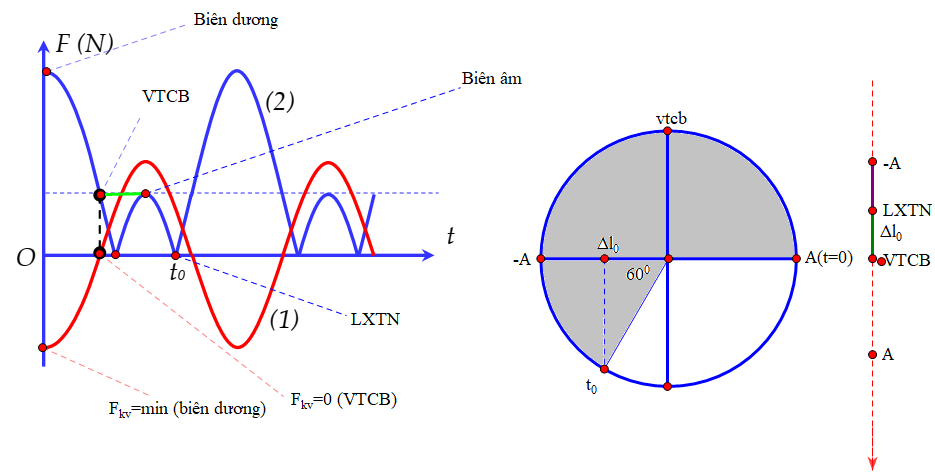 Biên dương
F (N)
VTCB
(2)
Biên âm
t
O
t₀
(1)
LXTN
Fkv=min (biên dương)
Fkv=0 (VTCB)
vtcb
-A
Δl₀
60⁰
A(t=0)
t₀
-A
LXTN
Δl₀
VTCB
A